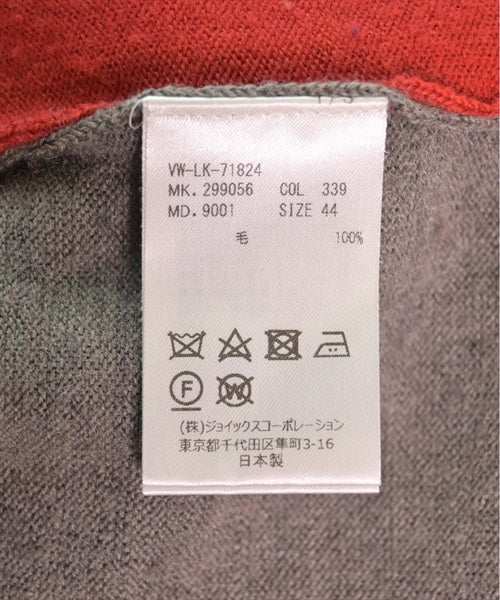 VW-LK-71824
MK. 299056 COL 339
MD. 9001 SIZE 44
毛 100%
F W
(株)ジョイックスコーポレーション
東京都千代田区隼町3-16
日本製